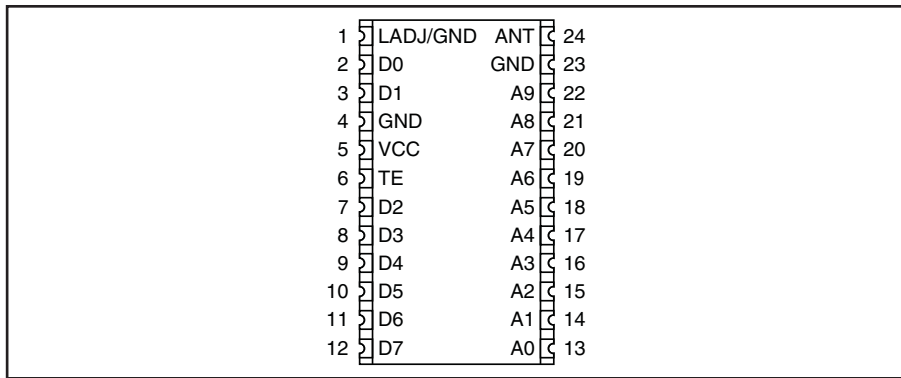 1 LADJ/GND ANT 24
2 D0 GND 23
3 D1 A9 22
4 GND A8 21
5 VCC A7 20
6 TE A6 19
7 D2 A5 18
8 D3 A4 17
9 D4 A3 16
10 D5 A2 15
11 D6 A1 14
12 D7 A0 13